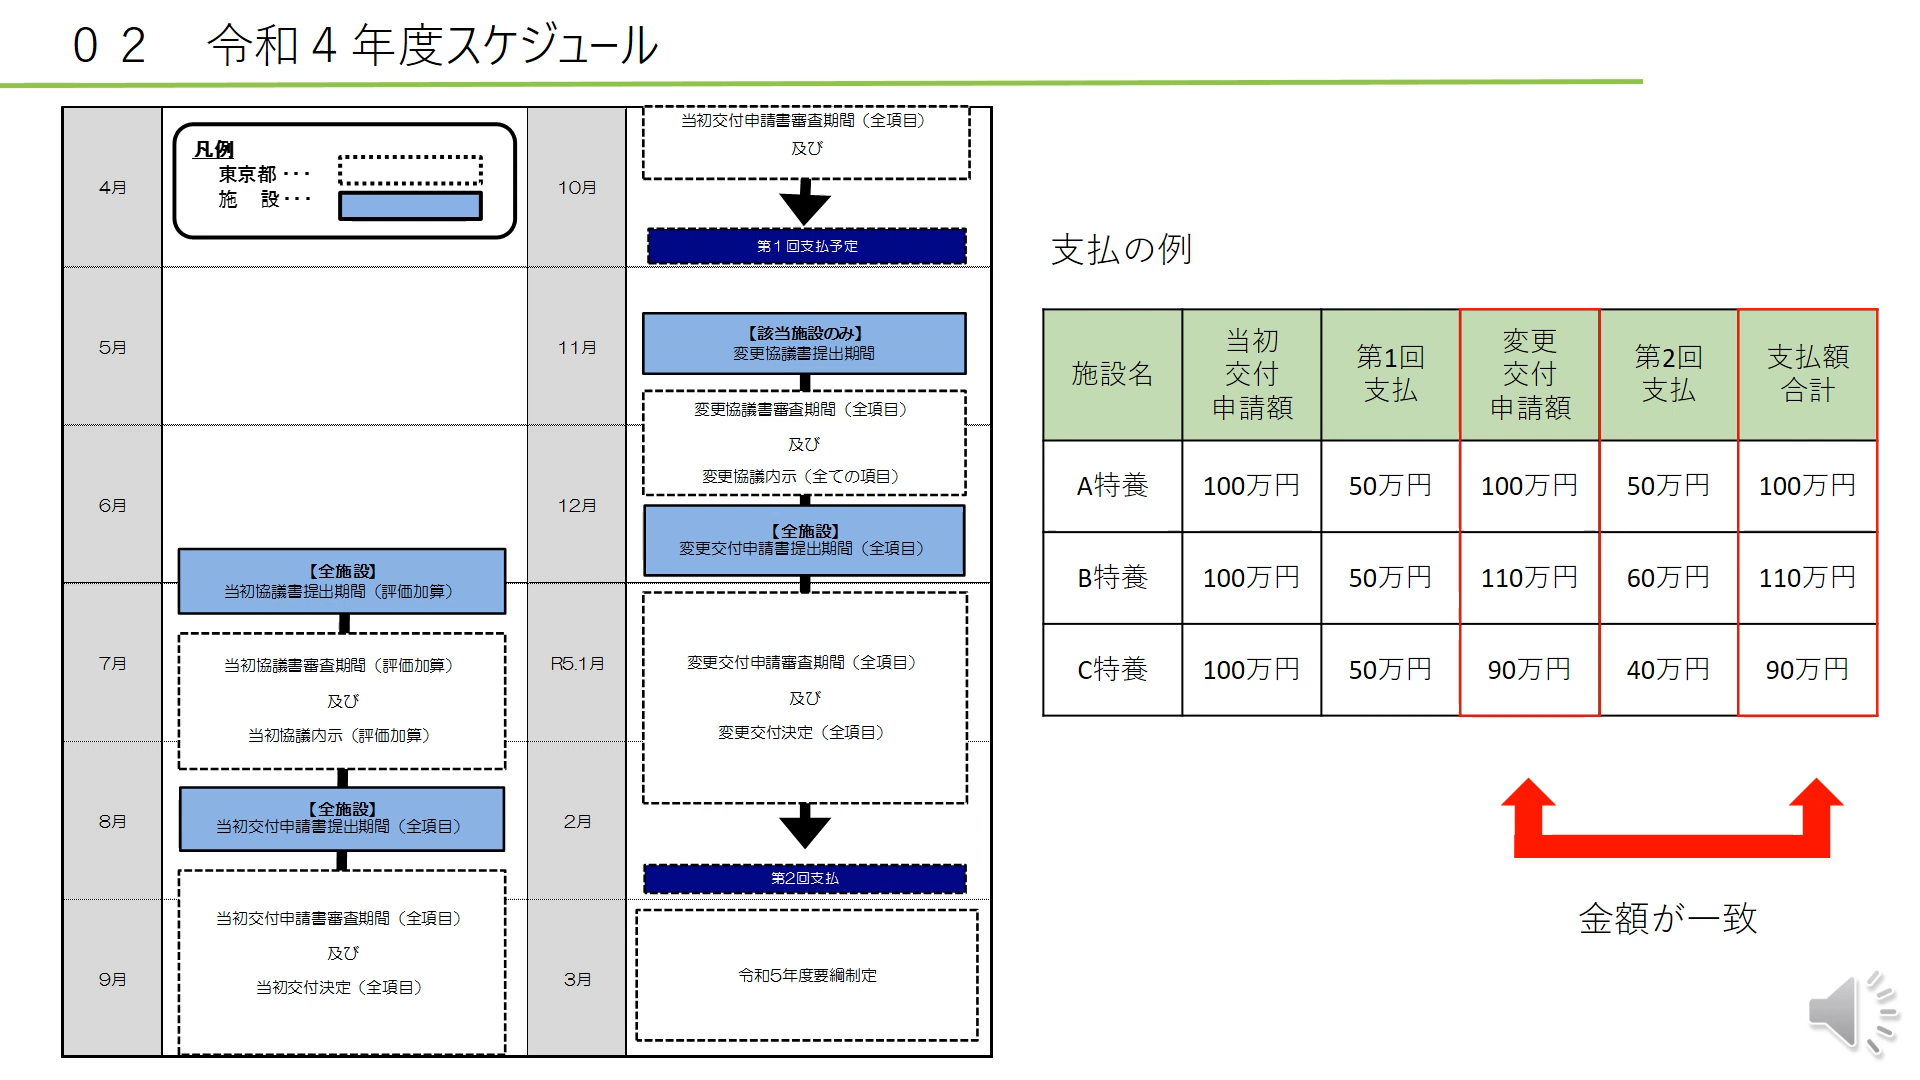 ０２　令和４年度スケジュール
4月
凡例
東京都・・・
施　設・・・
5月
6月
【全施設】
当初協議書提出期間（評価加算）
7月
当初協議書審査期間（評価加算）
及び
当初協議内示（評価加算）
8月
【全施設】
当初交付申請書提出期間（全項目）
9月
当初交付申請書審査期間（全項目）
及び
当初交付決定（全項目）
10月
当初交付申請書審査期間（全項目）
及び
第１回支払予定
11月
【該当施設のみ】
変更協議書提出期間
変更協議書審査期間（全項目）
及び
変更協議内示（全ての項目）
12月
【全施設】
変更交付申請書提出期間（全項目）
R5.1月
変更交付申請審査期間（全項目）
及び
変更交付決定（全項目）
2月
第2回支払
3月
令和5年度要綱制定
支払の例
施設名
当初
交付
申請額
第1回
支払
変更
交付
申請額
第2回
支払
支払額
合計
A特養 100万円 50万円 100万円 50万円 100万円
B特養 100万円 50万円 110万円 60万円 110万円
C特養 100万円 50万円 90万円 40万円 90万円
金額が一致